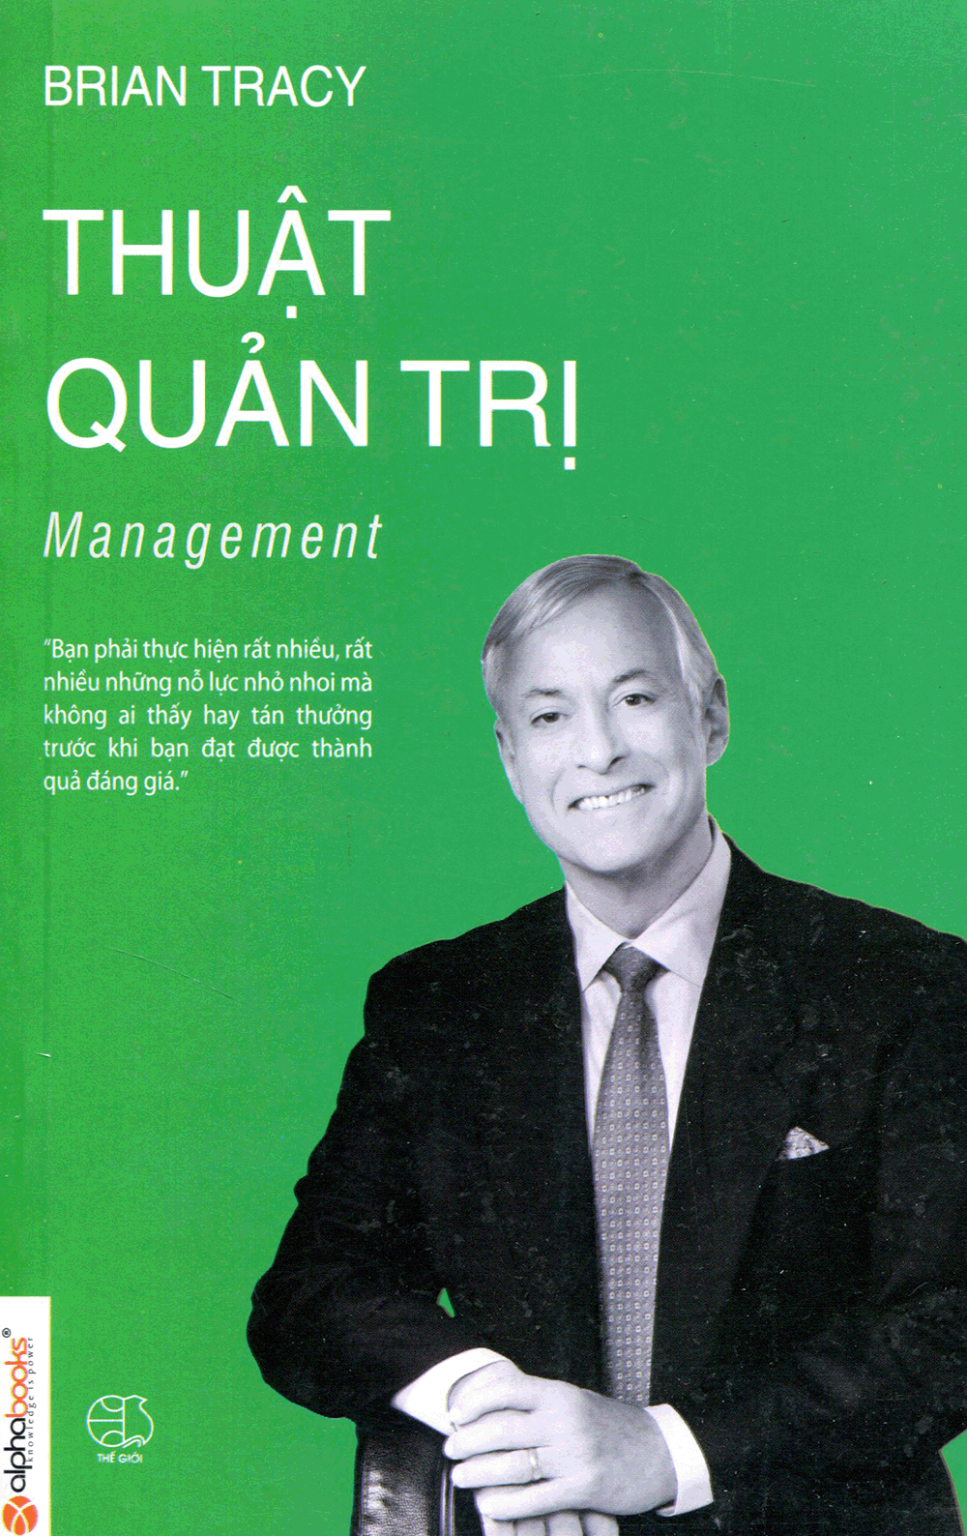 BRIAN TRACY
THUẬT
QUẢN TRỊ
Management
“Bạn phải thực hiện rất nhiều, rất
nhiều những nỗ lực nhỏ nhoi mà
không ai thấy hay tán thưởng
trước khi bạn đạt được thành
quả đáng giá.”
alphabooks®
knowledge is power
THẾ GIỚI